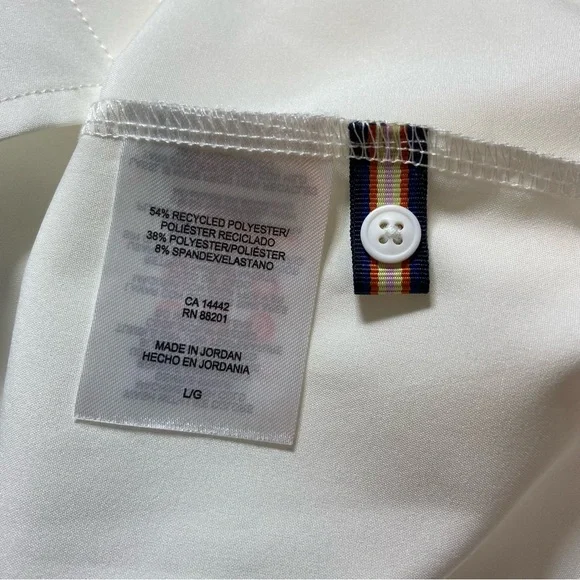 54% RECYCLED POLYESTER/
POLIÉSTER RECICLADO
38% POLYESTER/POLIÉSTER
8% SPANDEX/ELASTANO
CA 14442
RN 88201
MADE IN JORDAN
HECHO EN JORDANIA
L/G